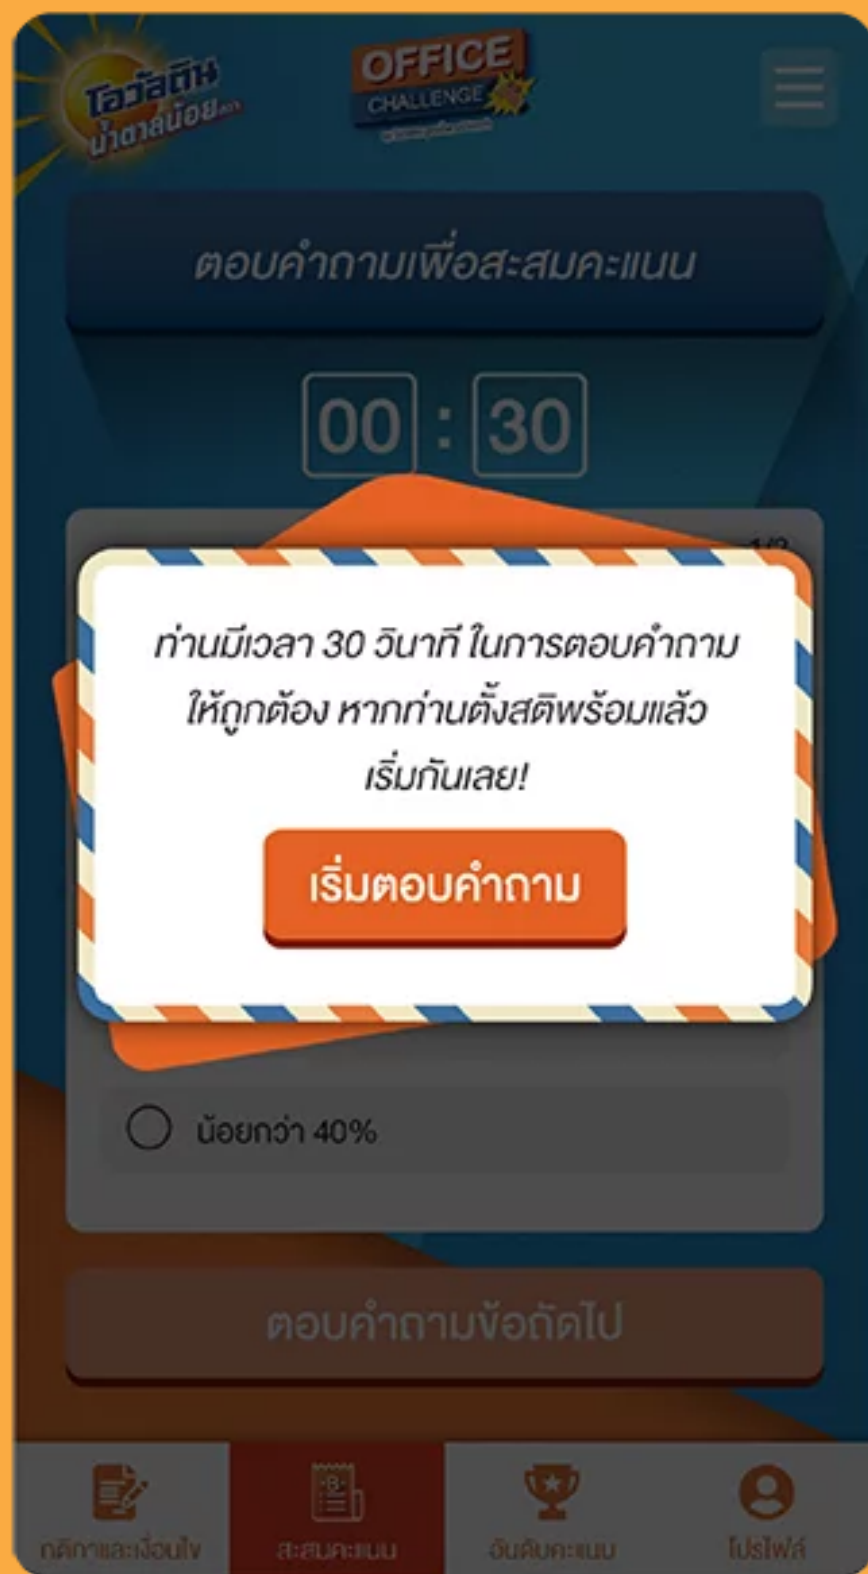 โอวัลติน
น้ำตาลน้อย
OFFICE
CHALLENGE
ตอบคำถามเพื่อสะสมคะแนน
00 : 30
ท่านมีเวลา 30 วินาที ในการตอบคำถาม
ให้ถูกต้อง หากท่านตั้งสติพร้อมแล้ว
เริ่มกันเลย!
เริ่มตอบคำถาม
น้อยกว่า 40%
ตอบคำถามข้อถัดไป
กติกาและเงื่อนไข
สะสมคะแนน
อันดับคะแนน
โปรไฟล์